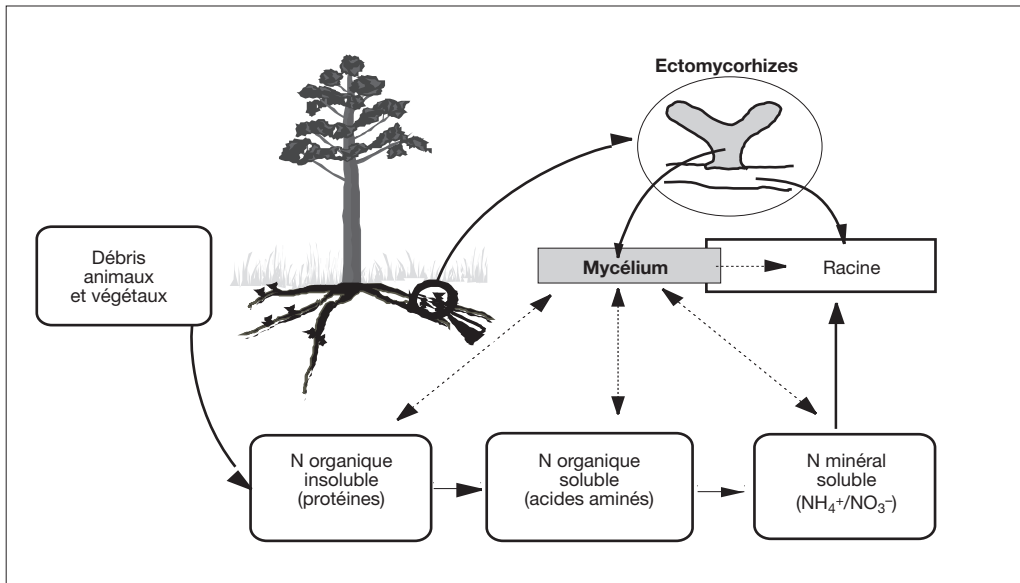 Ectomycorhizes
Débris
animaux
et végétaux
Mycélium
Racine
N organique
insoluble
(protéines)
N organique
soluble
(acides aminés)
N minéral
soluble
(NH₄⁺/NO₃⁻)